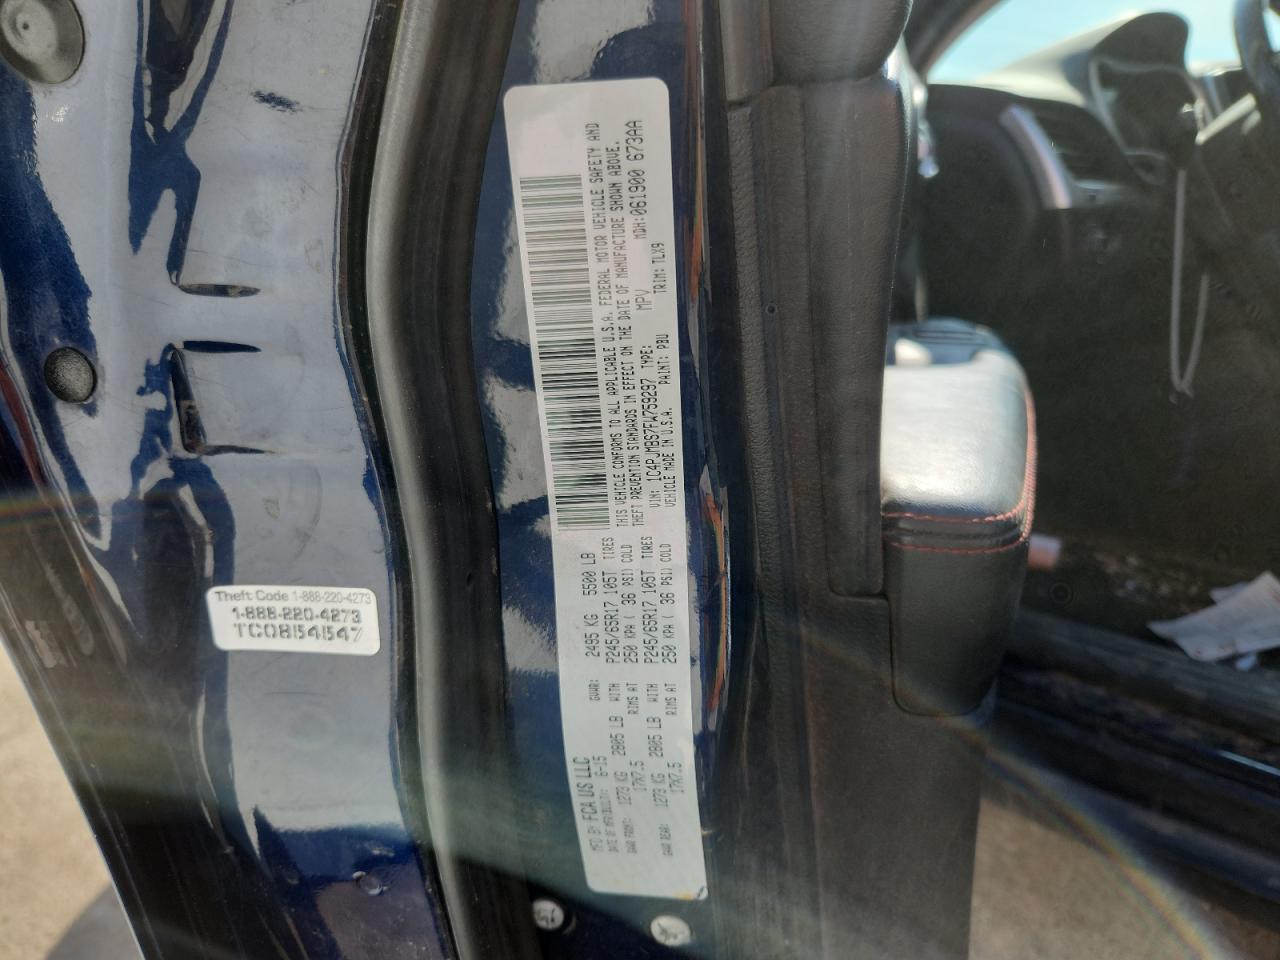 MFD BY: FCA US LLC
DATE OF MFR(BUILT): 6-15 GVWR: 2495 KG 5500 LB
GAWR FRONT: 1273 KG 2805 LB WITH P245/65R17 105T TIRES
17X7.5 RIMS AT 250 KPA ( 36 PSI) COLD
GAWR REAR: 1273 KG 2805 LB WITH P245/65R17 105T TIRES
17X7.5 RIMS AT 250 KPA ( 36 PSI) COLD
THIS VEHICLE CONFORMS TO ALL APPLICABLE U.S.A. FEDERAL MOTOR VEHICLE SAFETY AND
THEFT PREVENTION STANDARDS IN EFFECT ON THE DATE OF MANUFACTURE SHOWN ABOVE.
VIN: 1C4PJMBS7FW759297 TYPE: MPV MDH: 061900 673AA
VEHICLE MADE IN U.S.A. PAINT: PBU TRIM: TLX9
Theft Code 1-888-220-4273
1-888-220-4273
TC0854547